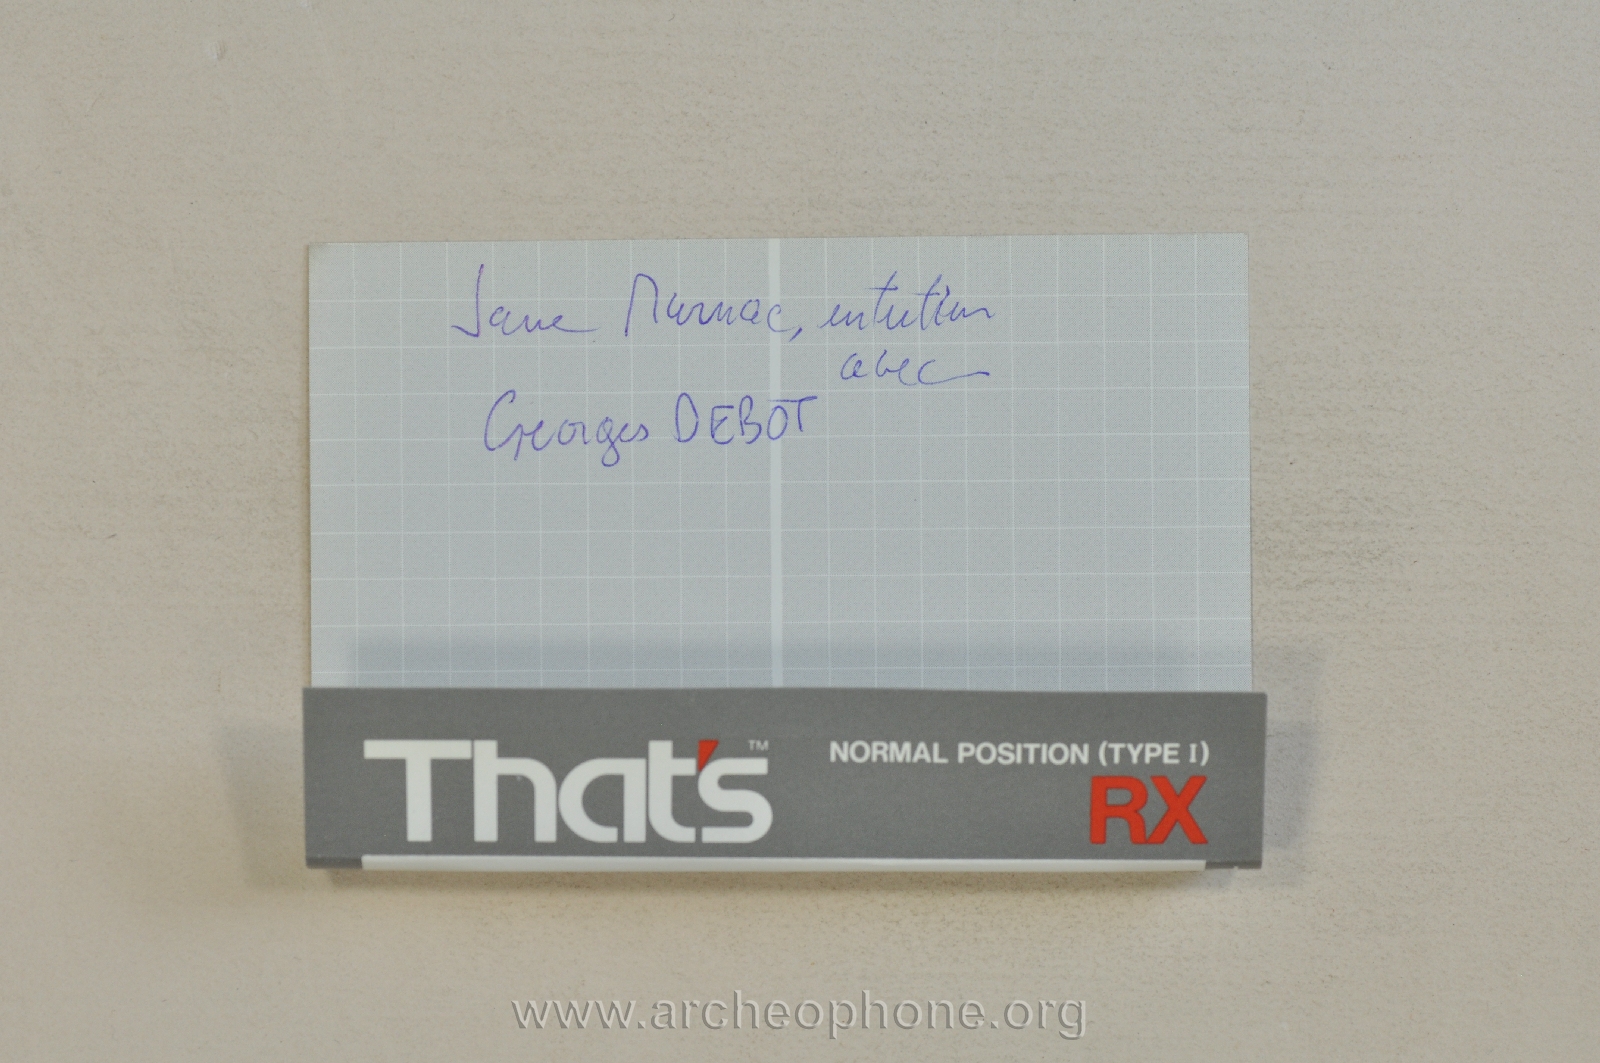 Jane Marnac, entretien
avec
Georges DEBOT
That's™
NORMAL POSITION (TYPE I)
RX
www.archeophone.org